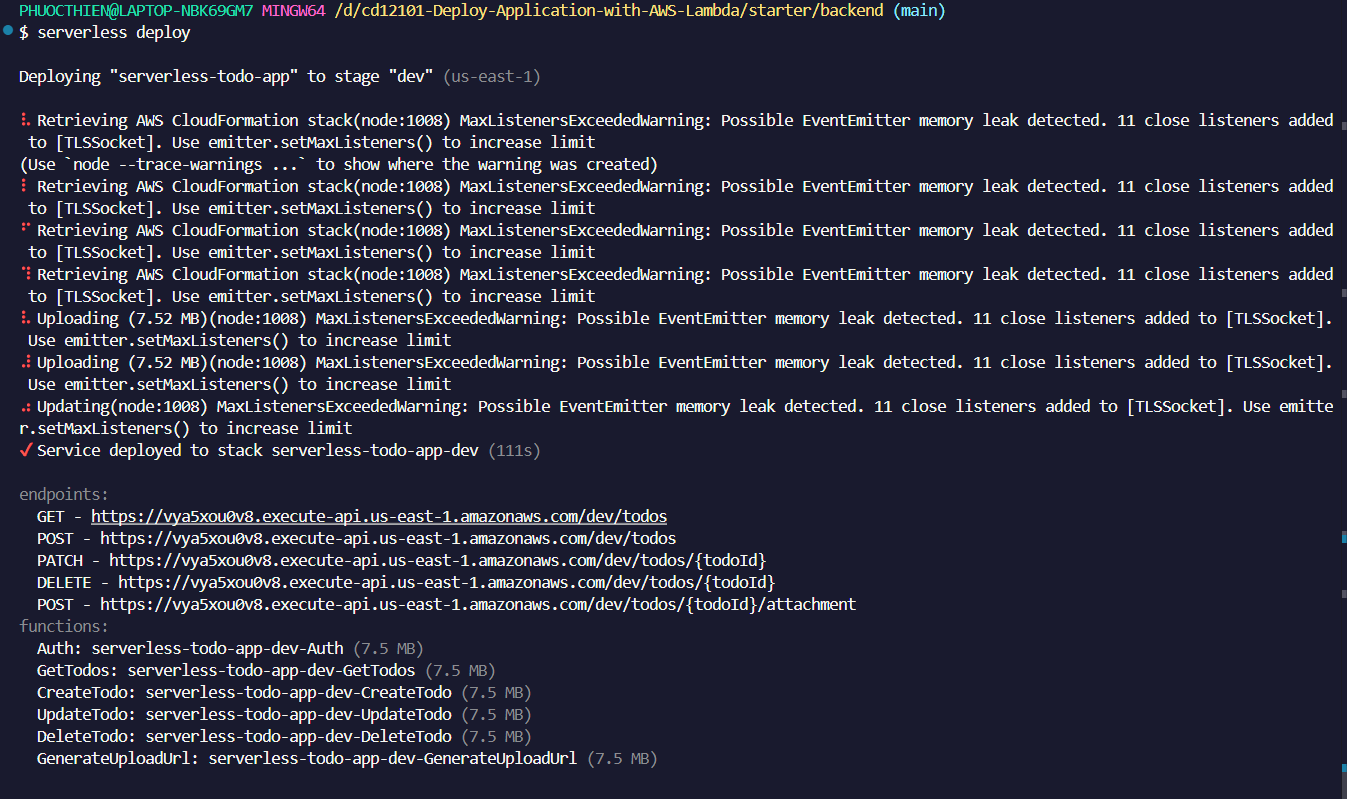 PHUOCTHIEN@LAPTOP-NBK69GM7 MINGW64 /d/cd12101-Deploy-Application-with-AWS-Lambda/starter/backend (main)
$ serverless deploy
Deploying "serverless-todo-app" to stage "dev" (us-east-1)
Retrieving AWS CloudFormation stack(node:1008) MaxListenersExceededWarning: Possible EventEmitter memory leak detected. 11 close listeners added
to [TLSSocket]. Use emitter.setMaxListeners() to increase limit
(Use `node --trace-warnings ...` to show where the warning was created)
Retrieving AWS CloudFormation stack(node:1008) MaxListenersExceededWarning: Possible EventEmitter memory leak detected. 11 close listeners added
to [TLSSocket]. Use emitter.setMaxListeners() to increase limit
Retrieving AWS CloudFormation stack(node:1008) MaxListenersExceededWarning: Possible EventEmitter memory leak detected. 11 close listeners added
to [TLSSocket]. Use emitter.setMaxListeners() to increase limit
Retrieving AWS CloudFormation stack(node:1008) MaxListenersExceededWarning: Possible EventEmitter memory leak detected. 11 close listeners added
to [TLSSocket]. Use emitter.setMaxListeners() to increase limit
Uploading (7.52 MB)(node:1008) MaxListenersExceededWarning: Possible EventEmitter memory leak detected. 11 close listeners added to [TLSSocket].
Use emitter.setMaxListeners() to increase limit
Uploading (7.52 MB)(node:1008) MaxListenersExceededWarning: Possible EventEmitter memory leak detected. 11 close listeners added to [TLSSocket].
Use emitter.setMaxListeners() to increase limit
Updating(node:1008) MaxListenersExceededWarning: Possible EventEmitter memory leak detected. 11 close listeners added to [TLSSocket]. Use emitte
r.setMaxListeners() to increase limit
✓ Service deployed to stack serverless-todo-app-dev (111s)
endpoints:
GET - https://vya5xou0v8.execute-api.us-east-1.amazonaws.com/dev/todos
POST - https://vya5xou0v8.execute-api.us-east-1.amazonaws.com/dev/todos
PATCH - https://vya5xou0v8.execute-api.us-east-1.amazonaws.com/dev/todos/{todoId}
DELETE - https://vya5xou0v8.execute-api.us-east-1.amazonaws.com/dev/todos/{todoId}
POST - https://vya5xou0v8.execute-api.us-east-1.amazonaws.com/dev/todos/{todoId}/attachment
functions:
Auth: serverless-todo-app-dev-Auth (7.5 MB)
GetTodos: serverless-todo-app-dev-GetTodos (7.5 MB)
CreateTodo: serverless-todo-app-dev-CreateTodo (7.5 MB)
UpdateTodo: serverless-todo-app-dev-UpdateTodo (7.5 MB)
DeleteTodo: serverless-todo-app-dev-DeleteTodo (7.5 MB)
GenerateUploadUrl: serverless-todo-app-dev-GenerateUploadUrl (7.5 MB)